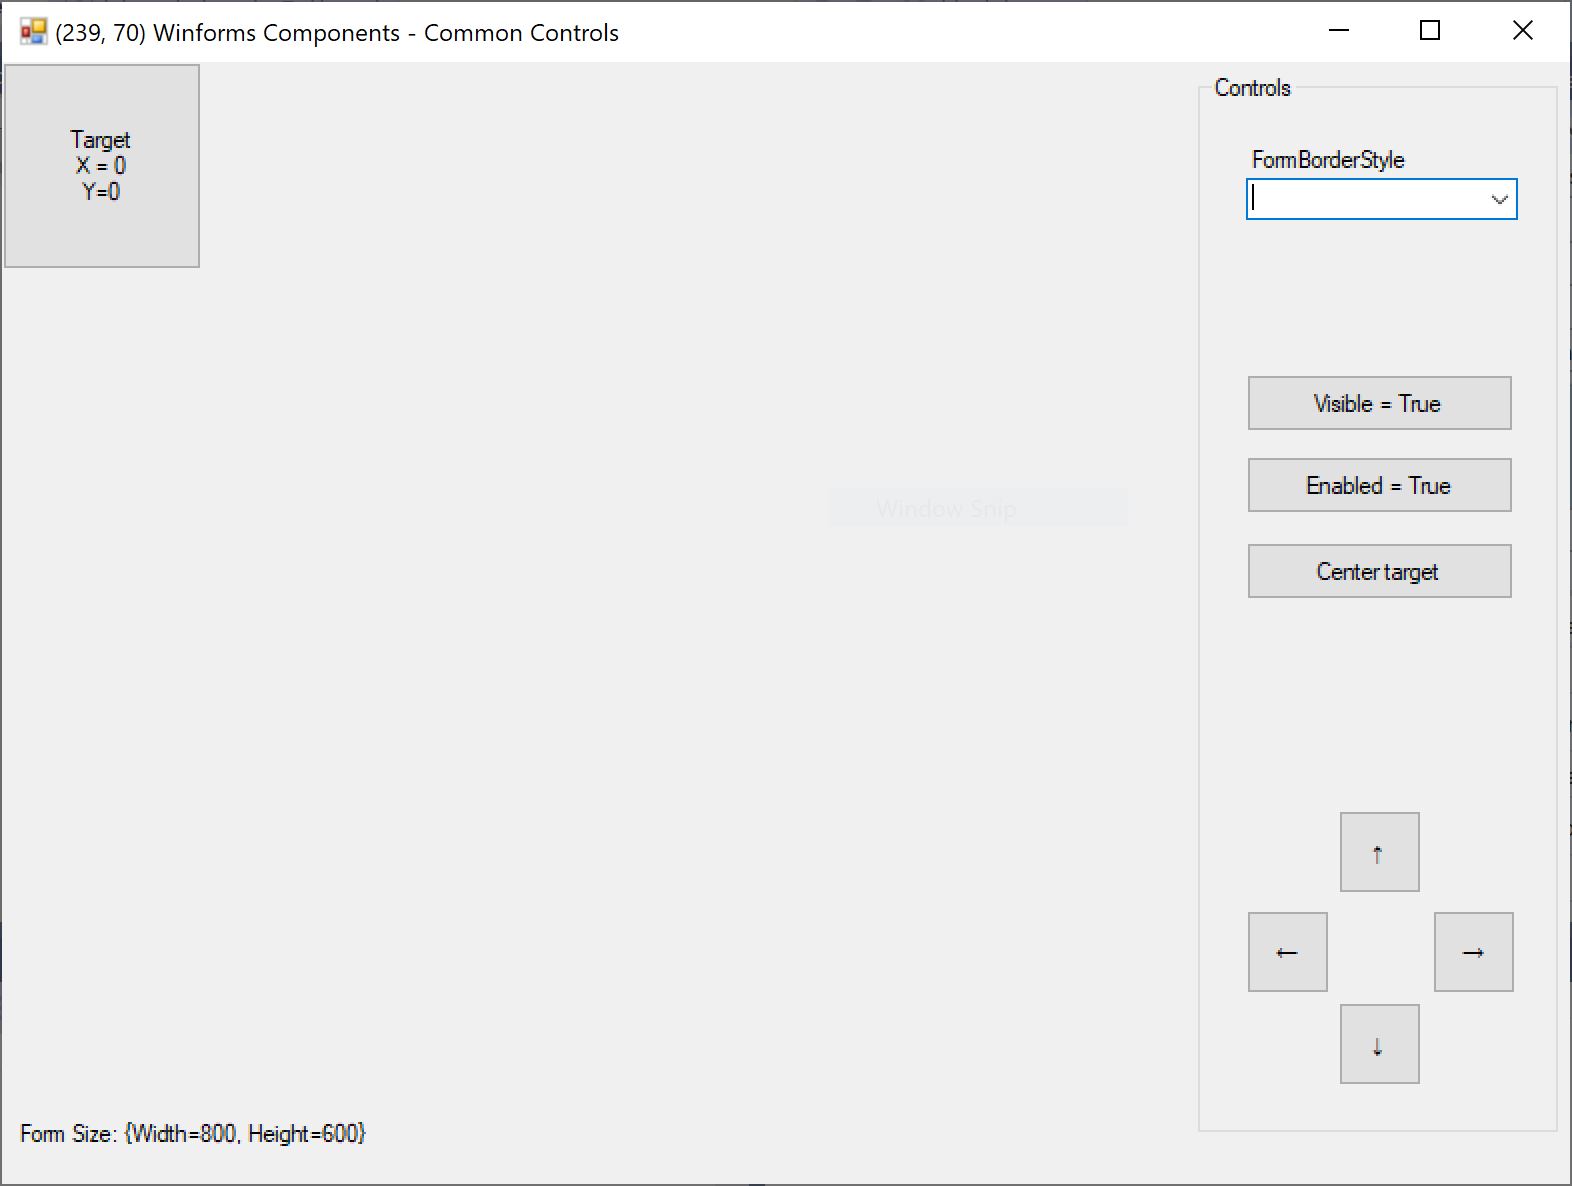 (239, 70) Winforms Components - Common Controls
Target
X = 0
Y=0
Controls
FormBorderStyle
Visible = True
Enabled = True
Window Snip
Center target
↑
←
→
↓
Form Size: {Width=800, Height=600}